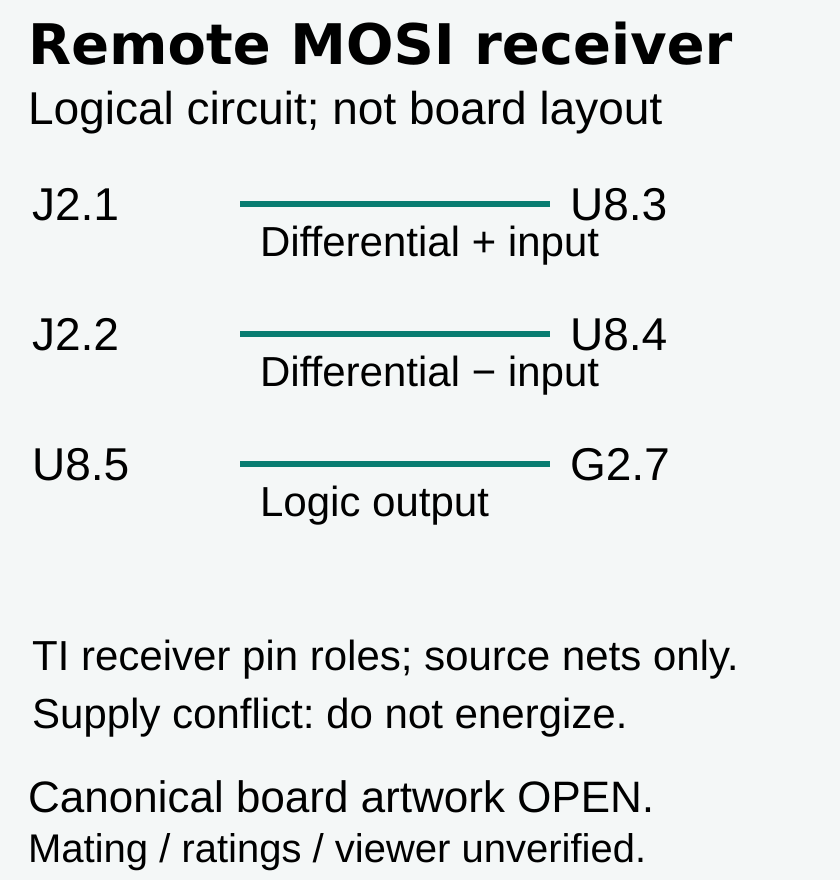 Remote MOSI receiver
Logical circuit; not board layout
J2.1 U8.3
Differential + input
J2.2 U8.4
Differential − input
U8.5 G2.7
Logic output
TI receiver pin roles; source nets only.
Supply conflict: do not energize.
Canonical board artwork OPEN.
Mating / ratings / viewer unverified.